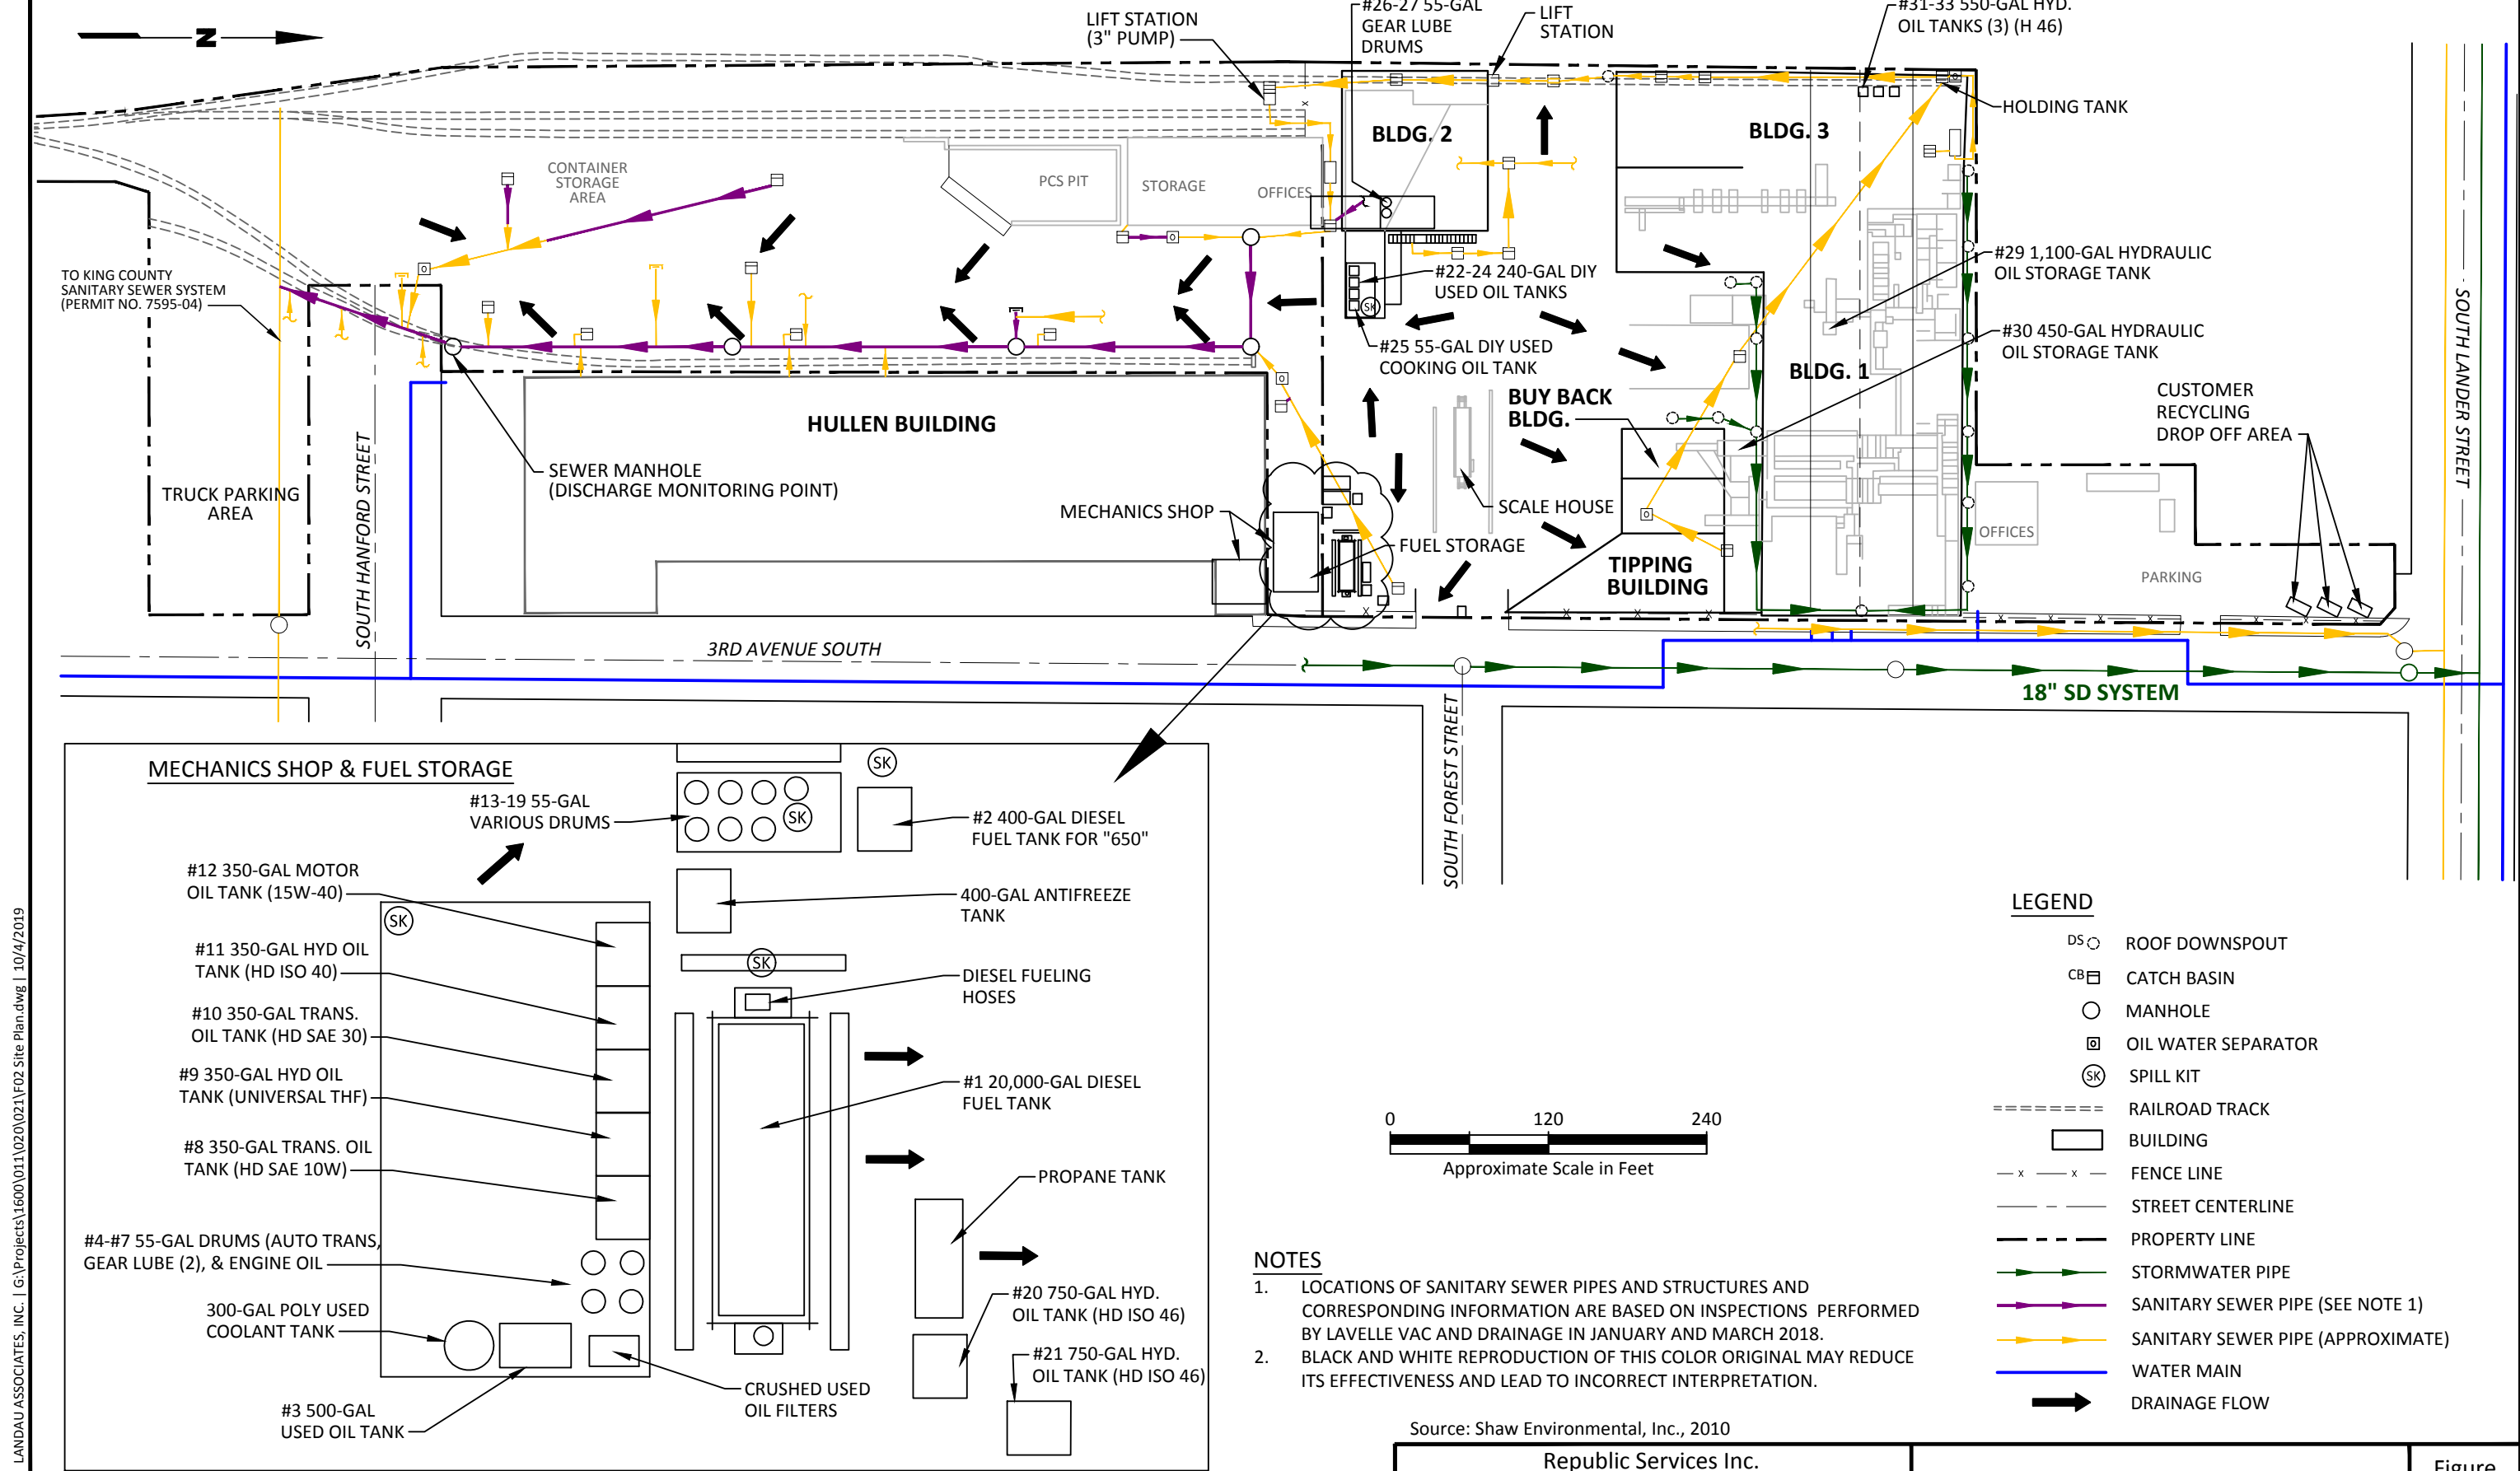 N
LIFT STATION
(3" PUMP)
#26-27 55-GAL
GEAR LUBE
DRUMS
LIFT
STATION
#31-33 550-GAL HYD.
OIL TANKS (3) (H 46)
HOLDING TANK
BLDG. 2
BLDG. 3
CONTAINER
STORAGE
AREA
PCS PIT
STORAGE
OFFICES
TO KING COUNTY
SANITARY SEWER SYSTEM
(PERMIT NO. 7595-04)
#22-24 240-GAL DIY
USED OIL TANKS
SK
#25 55-GAL DIY USED
COOKING OIL TANK
#29 1,100-GAL HYDRAULIC
OIL STORAGE TANK
#30 450-GAL HYDRAULIC
OIL STORAGE TANK
BLDG. 1
BUY BACK
BLDG.
CUSTOMER
RECYCLING
DROP OFF AREA
HULLEN BUILDING
SEWER MANHOLE
(DISCHARGE MONITORING POINT)
TRUCK PARKING
AREA
SOUTH HANFORD STREET
MECHANICS SHOP
SCALE HOUSE
FUEL STORAGE
TIPPING
BUILDING
OFFICES
PARKING
SOUTH LANDER STREET
3RD AVENUE SOUTH
18" SD SYSTEM
SOUTH FOREST STREET
MECHANICS SHOP & FUEL STORAGE
SK
#13-19 55-GAL
VARIOUS DRUMS
SK
#2 400-GAL DIESEL
FUEL TANK FOR "650"
#12 350-GAL MOTOR
OIL TANK (15W-40)
400-GAL ANTIFREEZE
TANK
SK
#11 350-GAL HYD OIL
TANK (HD ISO 40)
SK
DIESEL FUELING
HOSES
#10 350-GAL TRANS.
OIL TANK (HD SAE 30)
#9 350-GAL HYD OIL
TANK (UNIVERSAL THF)
#1 20,000-GAL DIESEL
FUEL TANK
#8 350-GAL TRANS. OIL
TANK (HD SAE 10W)
PROPANE TANK
#4-#7 55-GAL DRUMS (AUTO TRANS,
GEAR LUBE (2), & ENGINE OIL
300-GAL POLY USED
COOLANT TANK
#20 750-GAL HYD.
OIL TANK (HD ISO 46)
#21 750-GAL HYD.
OIL TANK (HD ISO 46)
CRUSHED USED
OIL FILTERS
#3 500-GAL
USED OIL TANK
0 120 240
Approximate Scale in Feet
NOTES
1. LOCATIONS OF SANITARY SEWER PIPES AND STRUCTURES AND
CORRESPONDING INFORMATION ARE BASED ON INSPECTIONS PERFORMED
BY LAVELLE VAC AND DRAINAGE IN JANUARY AND MARCH 2018.
2. BLACK AND WHITE REPRODUCTION OF THIS COLOR ORIGINAL MAY REDUCE
ITS EFFECTIVENESS AND LEAD TO INCORRECT INTERPRETATION.
Source: Shaw Environmental, Inc., 2010
LEGEND
DS ROOF DOWNSPOUT
CB CATCH BASIN
MANHOLE
OIL WATER SEPARATOR
SK SPILL KIT
RAILROAD TRACK
BUILDING
x x FENCE LINE
STREET CENTERLINE
PROPERTY LINE
STORMWATER PIPE
SANITARY SEWER PIPE (SEE NOTE 1)
SANITARY SEWER PIPE (APPROXIMATE)
WATER MAIN
DRAINAGE FLOW
Republic Services Inc.
Figure
LANDAU ASSOCIATES, INC. | G:\Projects\1600\011\020\021\F02 Site Plan.dwg | 10/4/2019